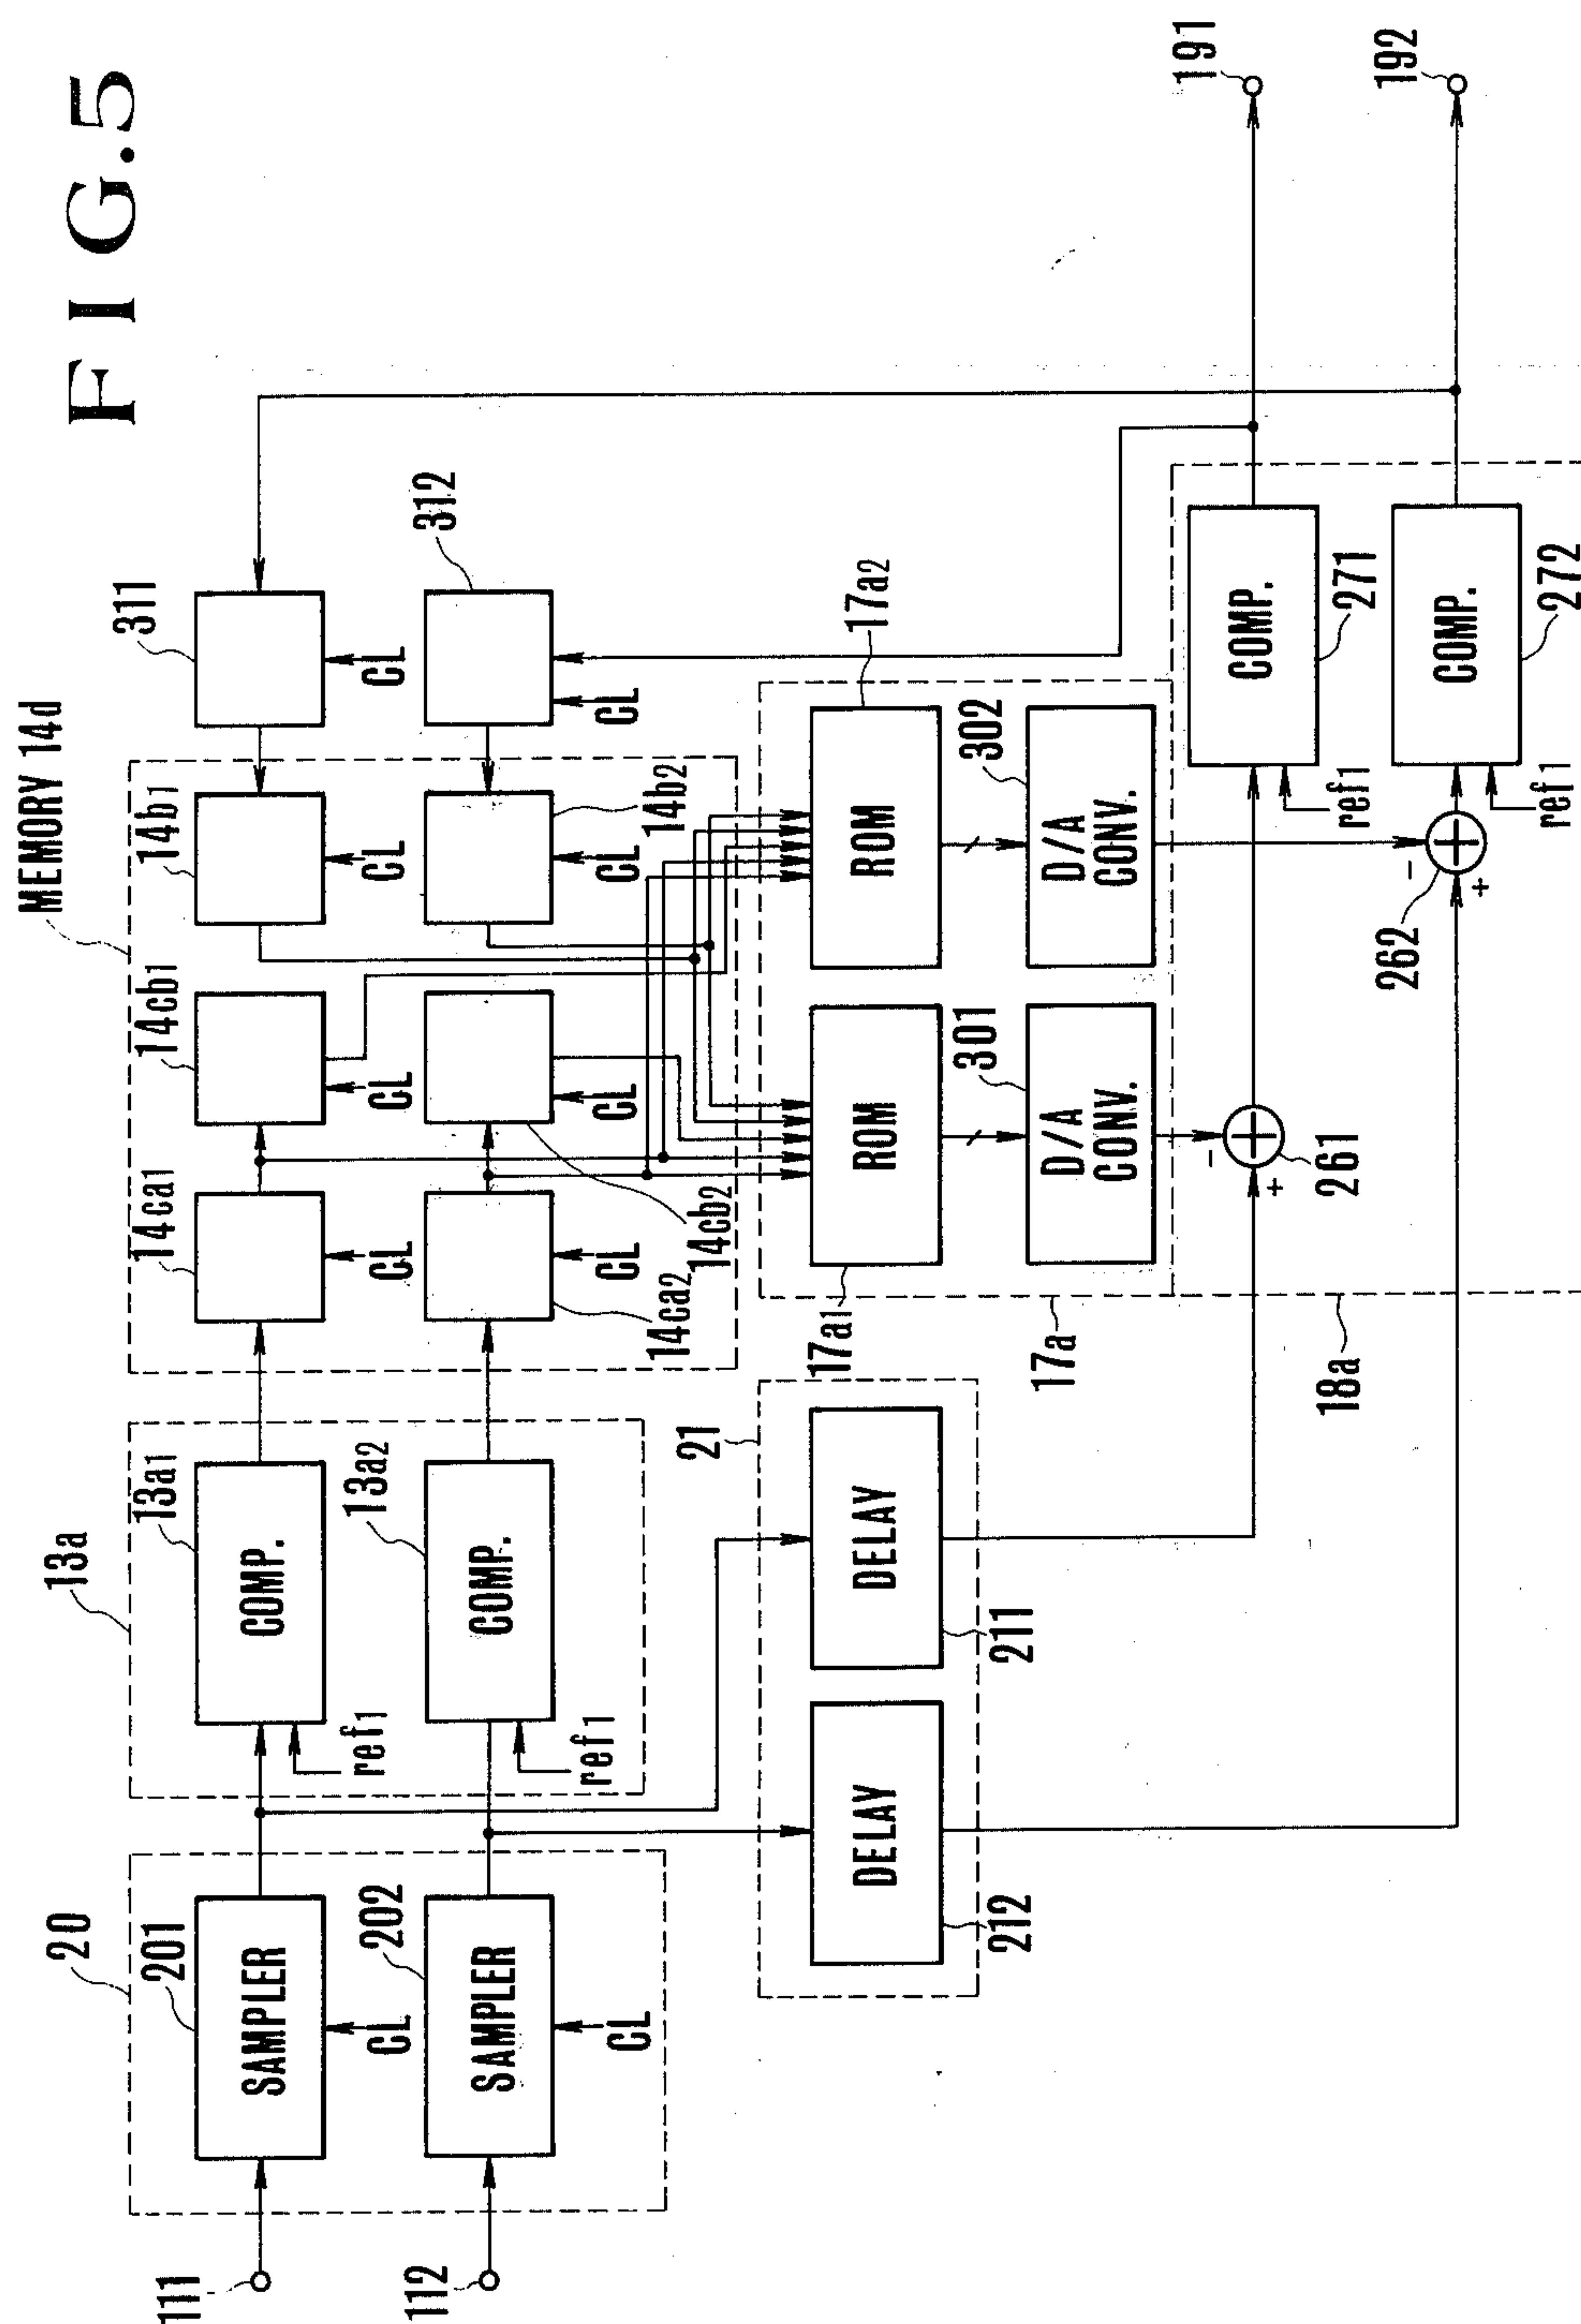 FIG.5
MEMORY 14d
20
201
SAMPLER
CL
111
202
SAMPLER
CL
112
13a
13a1
COMP.
ref1
13a2
COMP.
ref1
14ca1
CL
14cb1
CL
14b1
CL
311
CL
14ca2
CL
14cb2
CL
14b2
CL
312
CL
21
DELAY
212
DELAY
211
17a1
ROM
17a2
ROM
301
D/A
CONV.
302
D/A
CONV.
17a
18a
-
+
261
-
+
262
COMP.
271
ref1
COMP.
272
ref1
191
192